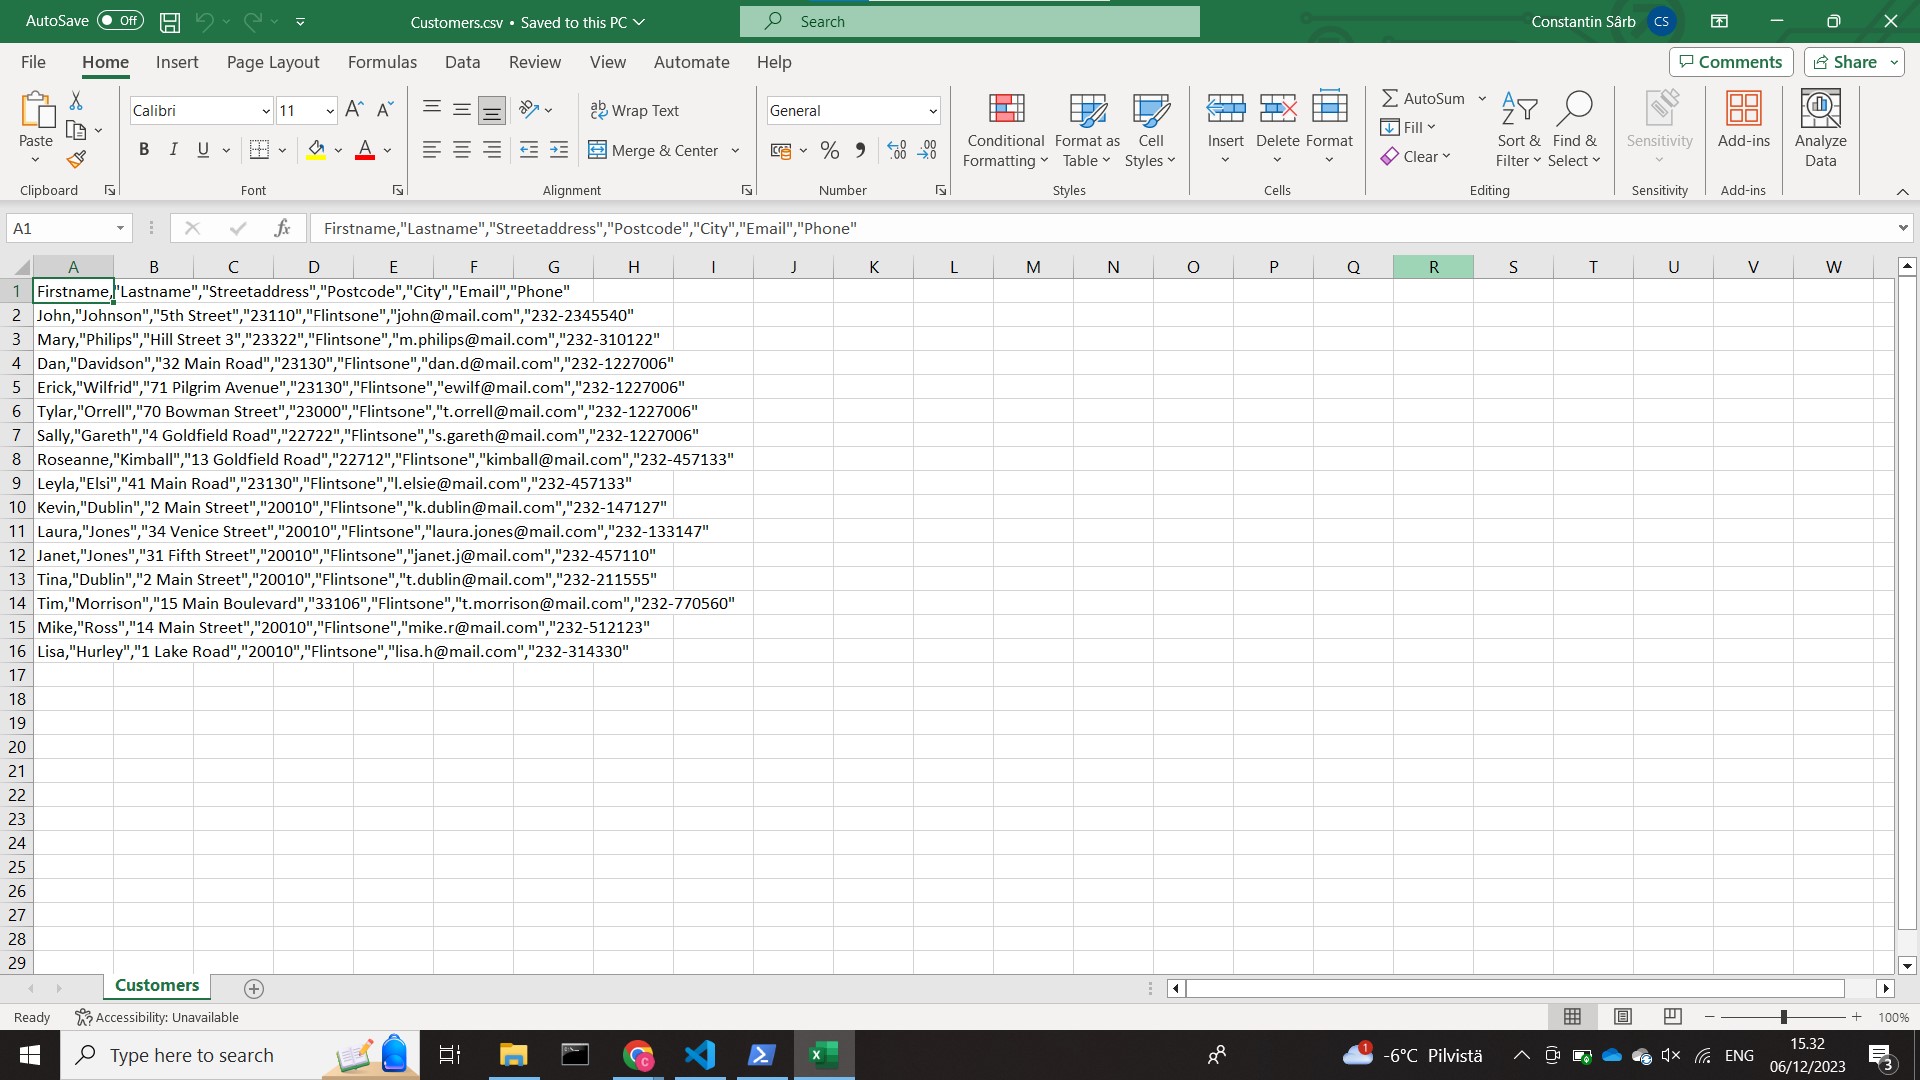 AutoSave Off Customers.csv • Saved to this PC Search Constantin Sârb CS
File Home Insert Page Layout Formulas Data Review View Automate Help Comments Share
Paste
Clipboard
Calibri 11
B I U A
Font
Wrap Text
Merge & Center
Alignment
General
% 
Number
Conditional Formatting
Format as Table
Cell Styles
Styles
Insert Delete Format
Cells
AutoSum
Fill
Clear
Sort & Filter
Find & Select
Editing
Sensitivity
Sensitivity
Add-ins
Add-ins
Analyze Data
A1 fx Firstname,"Lastname","Streetaddress","Postcode","City","Email","Phone"
A B C D E F G H I J K L M N O P Q R S T U V W
1 Firstname,"Lastname","Streetaddress","Postcode","City","Email","Phone"
2 John,"Johnson","5th Street","23110","Flintsone","john@mail.com","232-2345540"
3 Mary,"Philips","Hill Street 3","23322","Flintsone","m.philips@mail.com","232-310122"
4 Dan,"Davidson","32 Main Road","23130","Flintsone","dan.d@mail.com","232-1227006"
5 Erick,"Wilfrid","71 Pilgrim Avenue","23130","Flintsone","ewilf@mail.com","232-1227006"
6 Tylar,"Orrell","70 Bowman Street","23000","Flintsone","t.orrell@mail.com","232-1227006"
7 Sally,"Gareth","4 Goldfield Road","22722","Flintsone","s.gareth@mail.com","232-1227006"
8 Roseanne,"Kimball","13 Goldfield Road","22712","Flintsone","kimball@mail.com","232-457133"
9 Leyla,"Elsi","41 Main Road","23130","Flintsone","l.elsie@mail.com","232-457133"
10 Kevin,"Dublin","2 Main Street","20010","Flintsone","k.dublin@mail.com","232-147127"
11 Laura,"Jones","34 Venice Street","20010","Flintsone","laura.jones@mail.com","232-133147"
12 Janet,"Jones","31 Fifth Street","20010","Flintsone","janet.j@mail.com","232-457110"
13 Tina,"Dublin","2 Main Street","20010","Flintsone","t.dublin@mail.com","232-211555"
14 Tim,"Morrison","15 Main Boulevard","33106","Flintsone","t.morrison@mail.com","232-770560"
15 Mike,"Ross","14 Main Street","20010","Flintsone","mike.r@mail.com","232-512123"
16 Lisa,"Hurley","1 Lake Road","20010","Flintsone","lisa.h@mail.com","232-314330"
17
18
19
20
21
22
23
24
25
26
27
28
29
Customers
Ready Accessibility: Unavailable 100%
Type here to search 1 -6°C Pilvistä ENG 15.32
06/12/2023 3